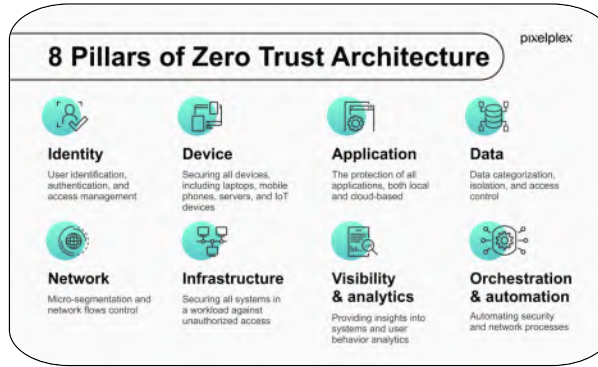 pixelplex
8 Pillars of Zero Trust Architecture
Identity
User identification,
authentication, and
access management
Device
Securing all devices,
including laptops, mobile
phones, servers, and IoT
devices
Application
The protection of all
applications, both local
and cloud-based
Data
Data categorization,
isolation, and access
control
Network
Micro-segmentation and
network flows control
Infrastructure
Securing all systems in
a workload against
unauthorized access
Visibility
& analytics
Providing insights into
systems and user
behavior analytics
Orchestration
& automation
Automating security
and network processes